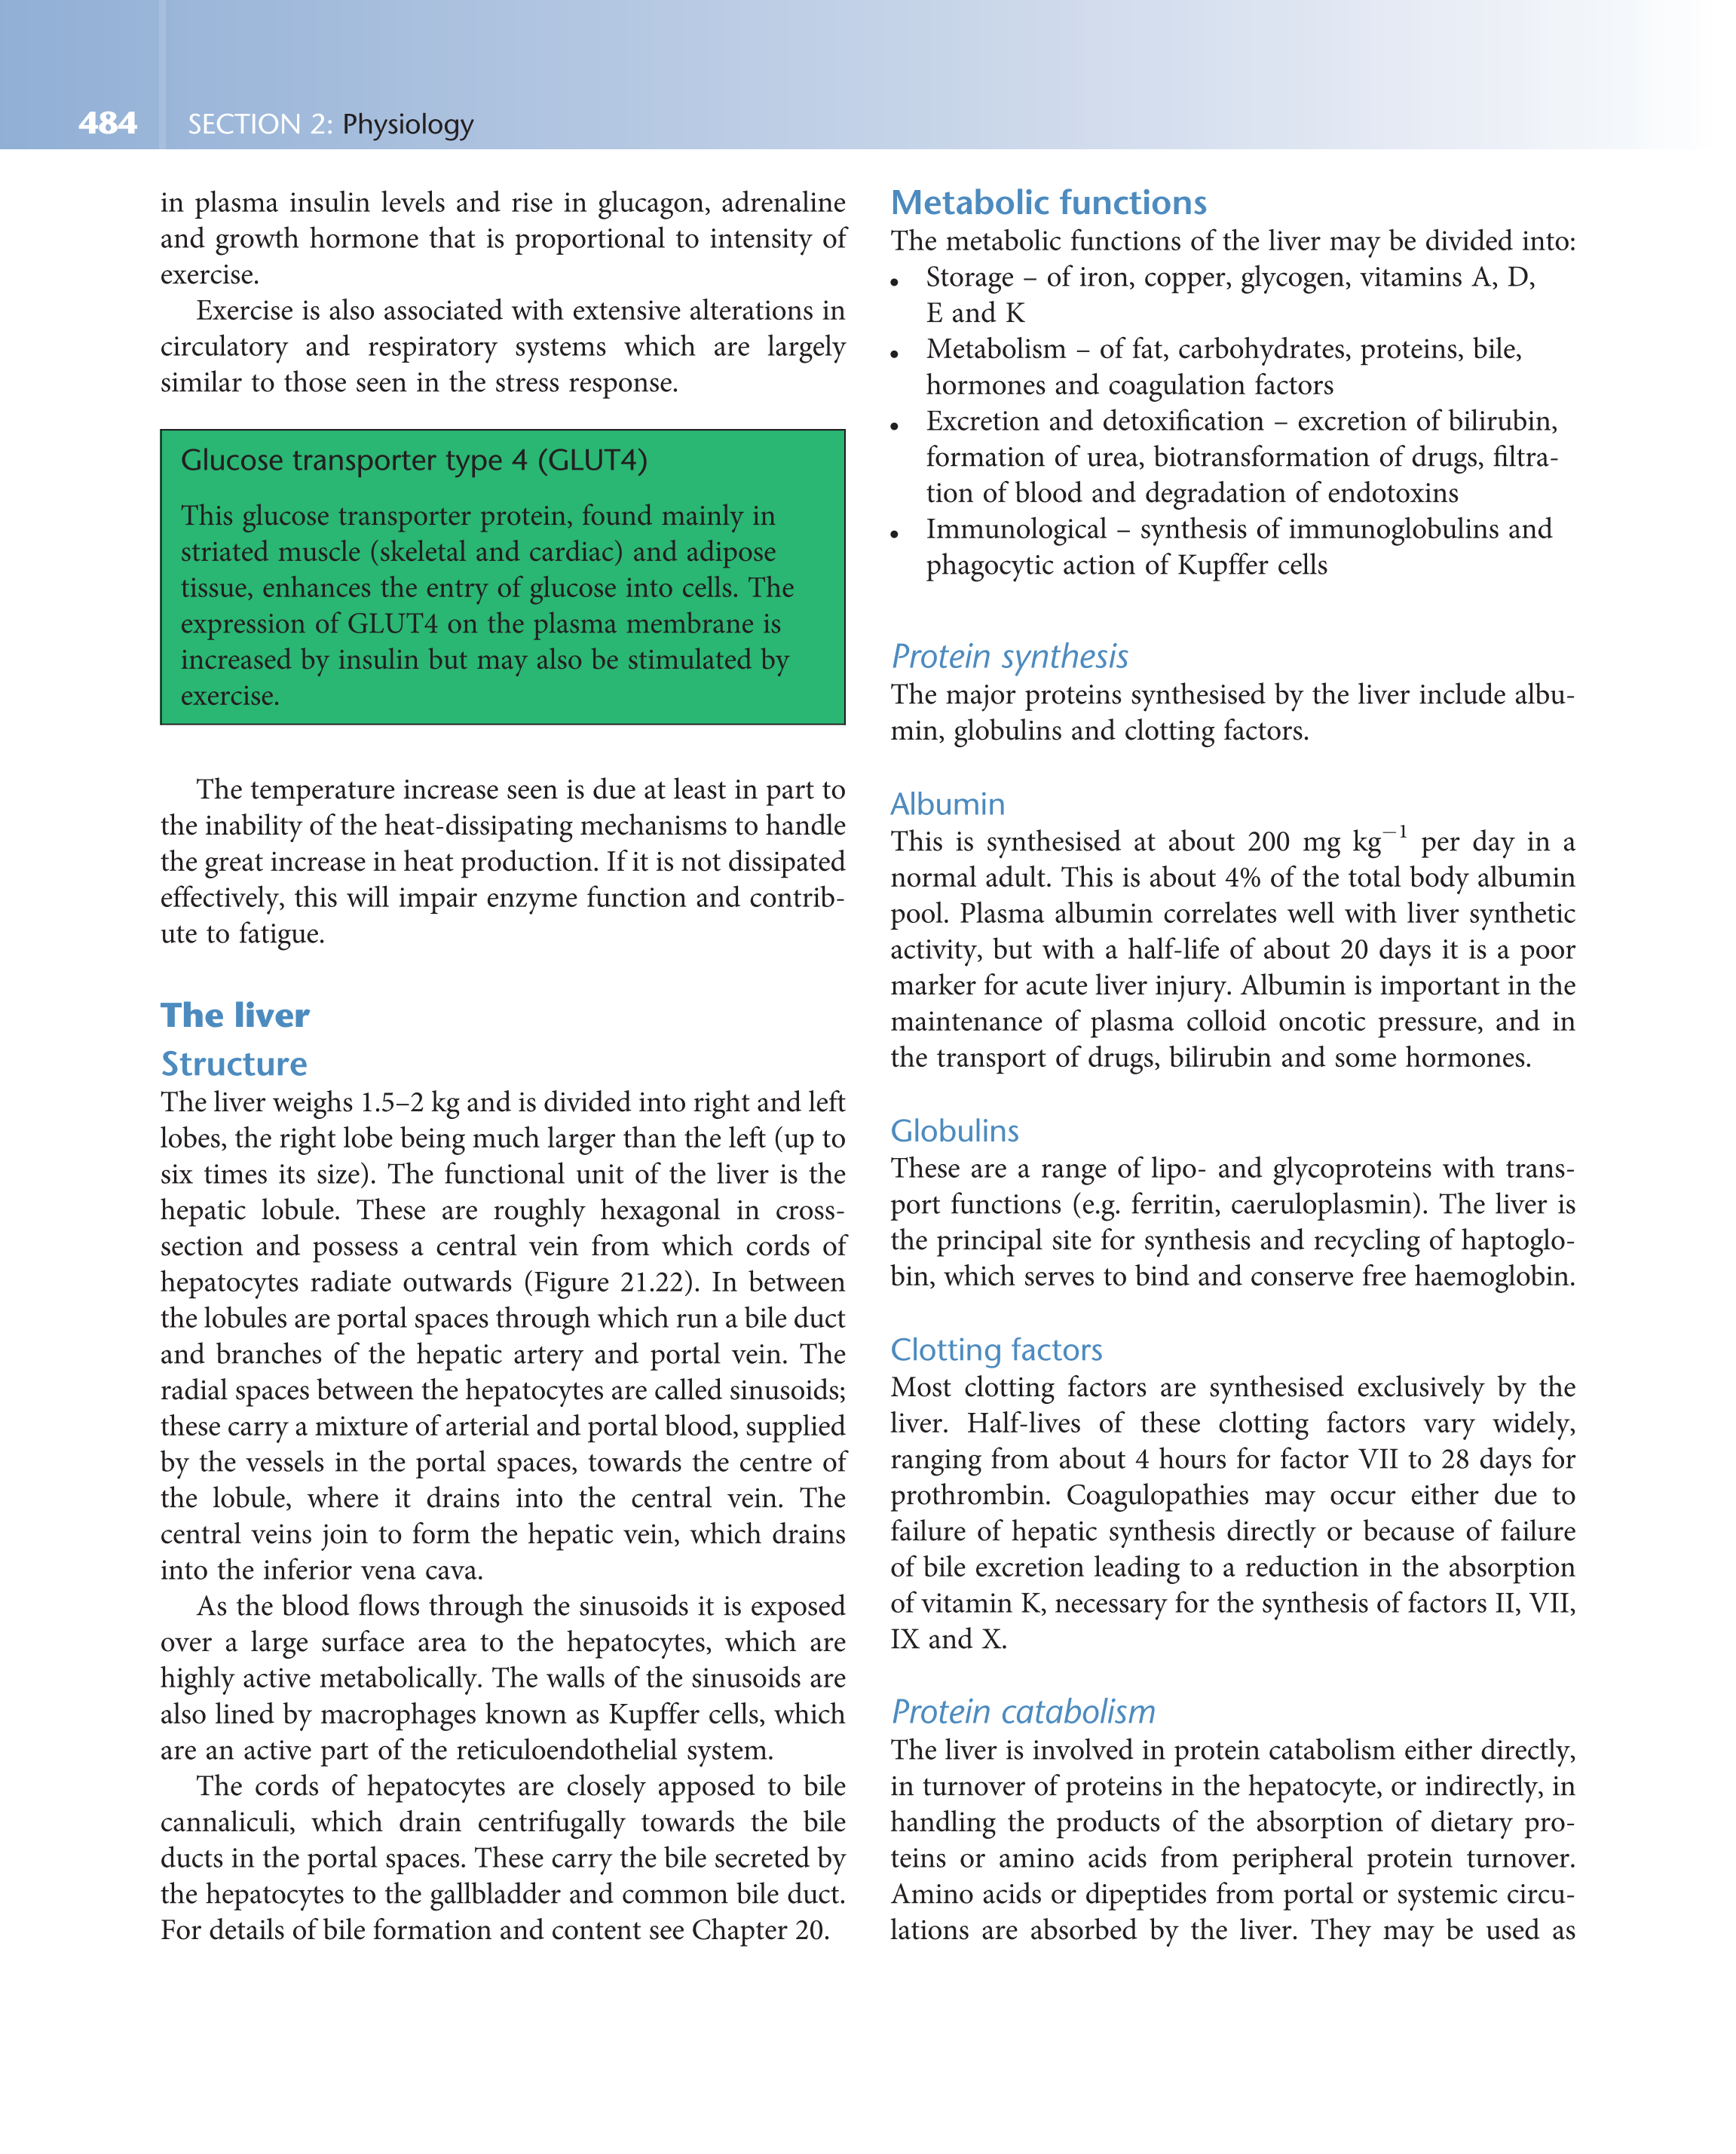 484 SECTION 2: Physiology
in plasma insulin levels and rise in glucagon, adrenaline
and growth hormone that is proportional to intensity of
exercise.
Exercise is also associated with extensive alterations in
circulatory and respiratory systems which are largely
similar to those seen in the stress response.
Glucose transporter type 4 (GLUT4)
This glucose transporter protein, found mainly in
striated muscle (skeletal and cardiac) and adipose
tissue, enhances the entry of glucose into cells. The
expression of GLUT4 on the plasma membrane is
increased by insulin but may also be stimulated by
exercise.
The temperature increase seen is due at least in part to
the inability of the heat-dissipating mechanisms to handle
the great increase in heat production. If it is not dissipated
effectively, this will impair enzyme function and contrib-
ute to fatigue.
The liver
Structure
The liver weighs 1.5–2 kg and is divided into right and left
lobes, the right lobe being much larger than the left (up to
six times its size). The functional unit of the liver is the
hepatic lobule. These are roughly hexagonal in cross-
section and possess a central vein from which cords of
hepatocytes radiate outwards (Figure 21.22). In between
the lobules are portal spaces through which run a bile duct
and branches of the hepatic artery and portal vein. The
radial spaces between the hepatocytes are called sinusoids;
these carry a mixture of arterial and portal blood, supplied
by the vessels in the portal spaces, towards the centre of
the lobule, where it drains into the central vein. The
central veins join to form the hepatic vein, which drains
into the inferior vena cava.
As the blood flows through the sinusoids it is exposed
over a large surface area to the hepatocytes, which are
highly active metabolically. The walls of the sinusoids are
also lined by macrophages known as Kupffer cells, which
are an active part of the reticuloendothelial system.
The cords of hepatocytes are closely apposed to bile
cannaliculi, which drain centrifugally towards the bile
ducts in the portal spaces. These carry the bile secreted by
the hepatocytes to the gallbladder and common bile duct.
For details of bile formation and content see Chapter 20.
Metabolic functions
The metabolic functions of the liver may be divided into:
• Storage – of iron, copper, glycogen, vitamins A, D,
E and K
• Metabolism – of fat, carbohydrates, proteins, bile,
hormones and coagulation factors
• Excretion and detoxification – excretion of bilirubin,
formation of urea, biotransformation of drugs, filtra-
tion of blood and degradation of endotoxins
• Immunological – synthesis of immunoglobulins and
phagocytic action of Kupffer cells
Protein synthesis
The major proteins synthesised by the liver include albu-
min, globulins and clotting factors.
Albumin
This is synthesised at about 200 mg kg⁻¹ per day in a
normal adult. This is about 4% of the total body albumin
pool. Plasma albumin correlates well with liver synthetic
activity, but with a half-life of about 20 days it is a poor
marker for acute liver injury. Albumin is important in the
maintenance of plasma colloid oncotic pressure, and in
the transport of drugs, bilirubin and some hormones.
Globulins
These are a range of lipo- and glycoproteins with trans-
port functions (e.g. ferritin, caeruloplasmin). The liver is
the principal site for synthesis and recycling of haptoglo-
bin, which serves to bind and conserve free haemoglobin.
Clotting factors
Most clotting factors are synthesised exclusively by the
liver. Half-lives of these clotting factors vary widely,
ranging from about 4 hours for factor VII to 28 days for
prothrombin. Coagulopathies may occur either due to
failure of hepatic synthesis directly or because of failure
of bile excretion leading to a reduction in the absorption
of vitamin K, necessary for the synthesis of factors II, VII,
IX and X.
Protein catabolism
The liver is involved in protein catabolism either directly,
in turnover of proteins in the hepatocyte, or indirectly, in
handling the products of the absorption of dietary pro-
teins or amino acids from peripheral protein turnover.
Amino acids or dipeptides from portal or systemic circu-
lations are absorbed by the liver. They may be used as